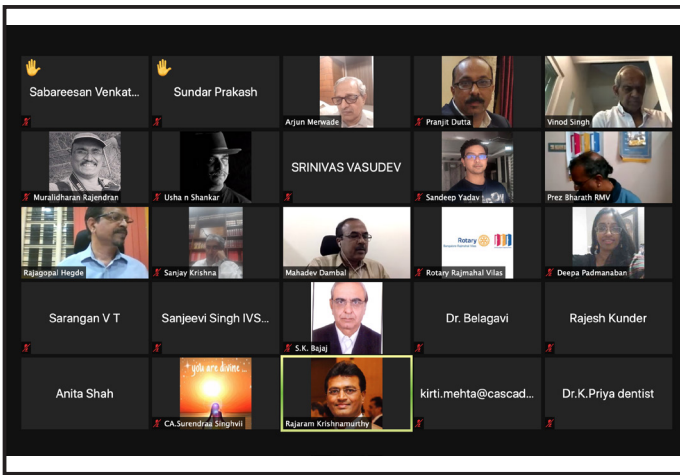 Sabareesan Venkat...
Sundar Prakash
Arjun Merwade
Pranjit Dutta
Vinod Singh
Muralidharan Rajendran
Usha n Shankar
SRINIVAS VASUDEV
Sandeep Yadav
Prez Bharath RMV
Rajagopal Hegde
Sanjay Krishna
Mahadev Dambal
Rotary
Rotary Rajmahal Vilas
Deepa Padmanaban
Sarangan V T
Sanjeevi Singh IVS...
S.K. Bajaj
Dr. Belagavi
Rajesh Kunder
Anita Shah
you are divine...
CA.Surendraa Singhvii
Rajaram Krishnamurthy
kirti.mehta@cascad...
Dr.K.Priya dentist